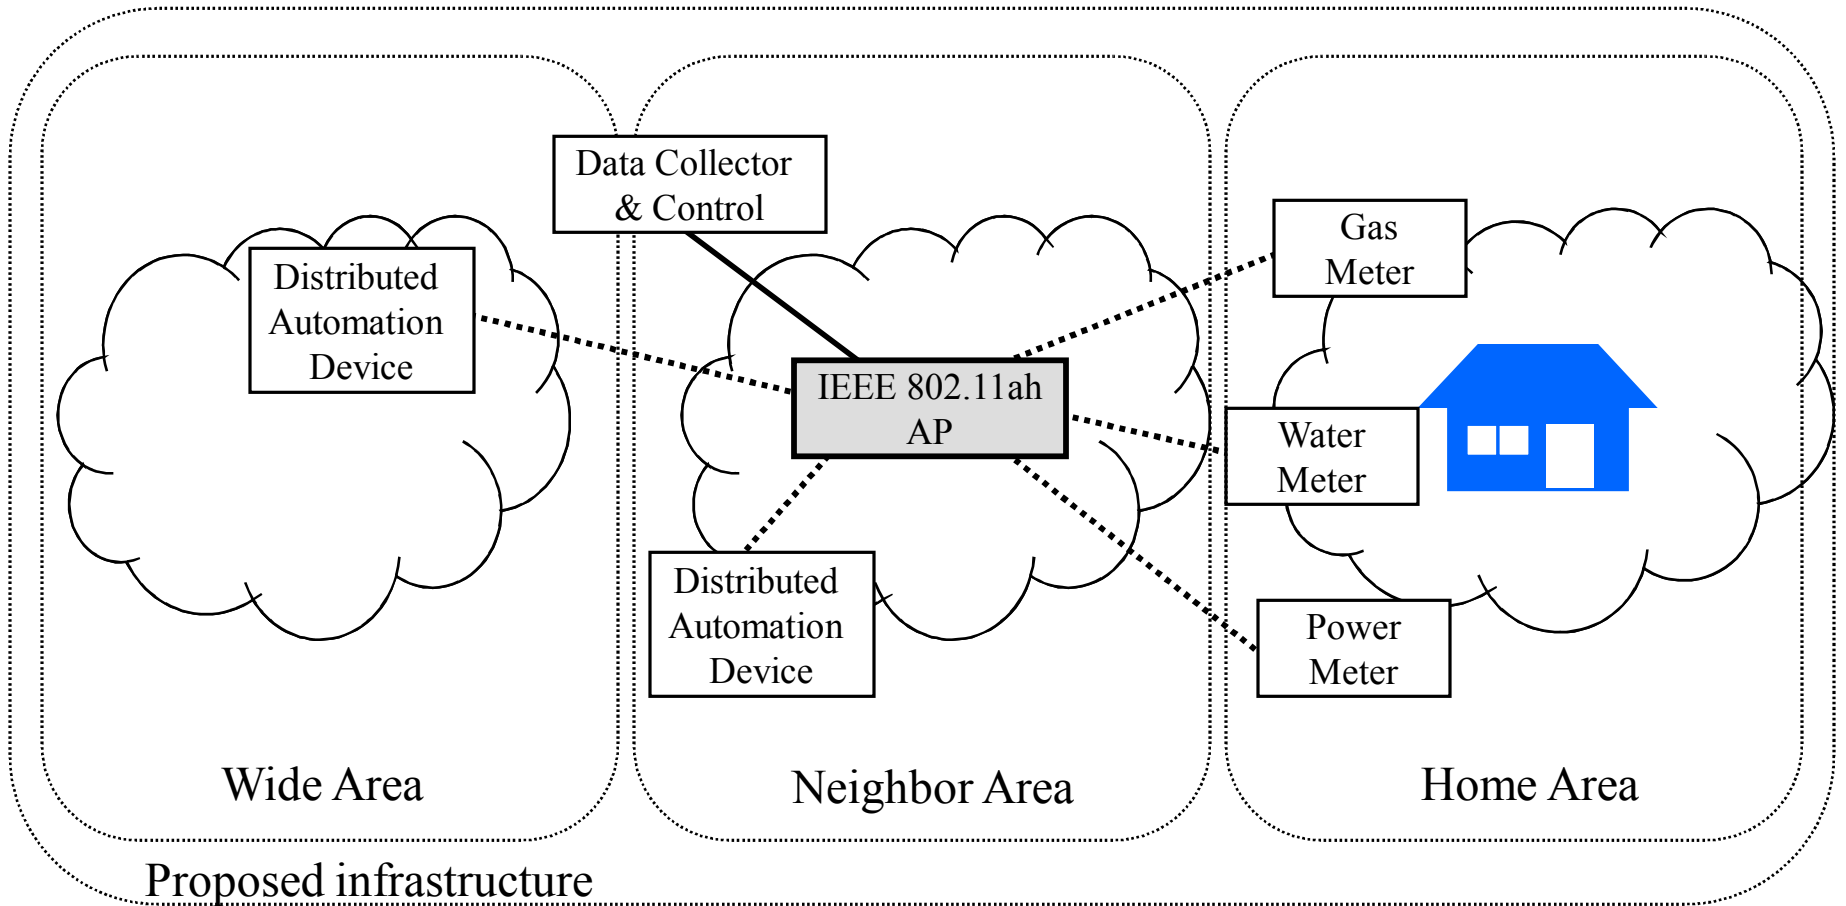 Data Collector
& Control
Distributed
Automation
Device
Gas
Meter
IEEE 802.11ah
AP
Water
Meter
Distributed
Automation
Device
Power
Meter
Wide Area
Neighbor Area
Home Area
Proposed infrastructure